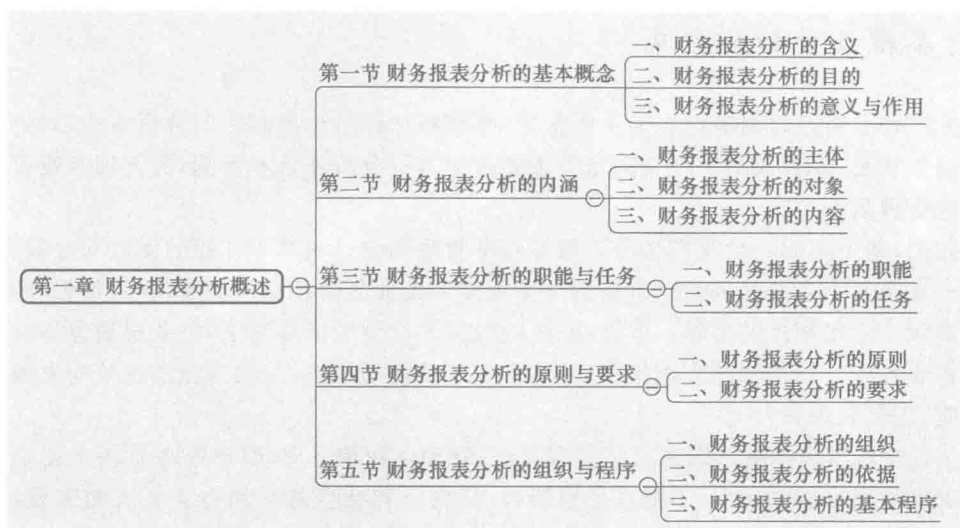 第一章 财务报表分析概述
第一节 财务报表分析的基本概念
一、财务报表分析的含义
二、财务报表分析的目的
三、财务报表分析的意义与作用
第二节 财务报表分析的内涵
一、财务报表分析的主体
二、财务报表分析的对象
三、财务报表分析的内容
第三节 财务报表分析的职能与任务
一、财务报表分析的职能
二、财务报表分析的任务
第四节 财务报表分析的原则与要求
一、财务报表分析的原则
二、财务报表分析的要求
第五节 财务报表分析的组织与程序
一、财务报表分析的组织
二、财务报表分析的依据
三、财务报表分析的基本程序